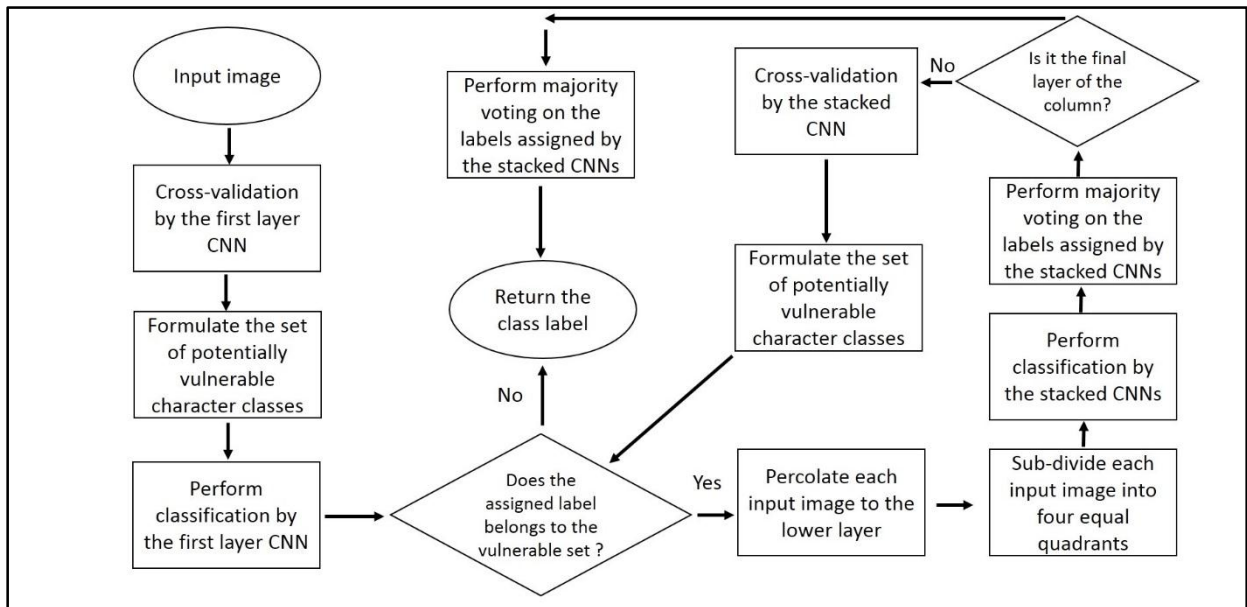 Input image
Cross-validation
by the first layer
CNN
Formulate the set
of potentially
vulnerable
character classes
Perform
classification by
the first layer CNN
Does the
assigned label
belongs to the
vulnerable set ?
No
Return the
class label
Yes
Percolate each
input image to the
lower layer
Sub-divide each
input image into
four equal
quadrants
Perform
classification by
the stacked CNNs
Perform majority
voting on the
labels assigned by
the stacked CNNs
Is it the final
layer of the
column?
No
Cross-validation
by the stacked
CNN
Formulate the set
of potentially
vulnerable
character classes
Perform majority
voting on the
labels assigned by
the stacked CNNs